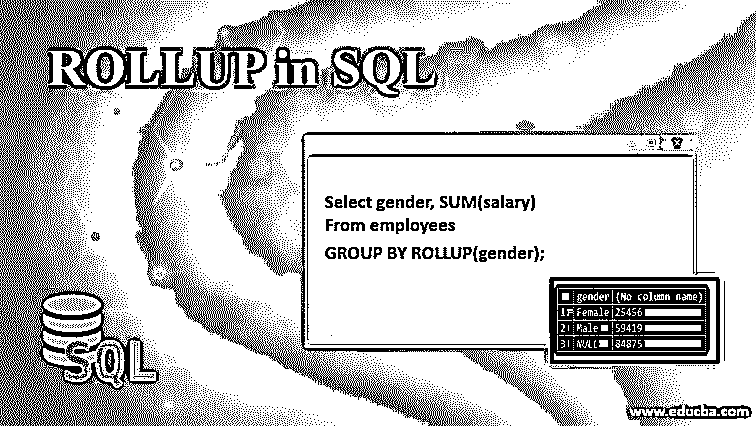 ROLLUP in SQL
Select gender, SUM(salary)
From employees
GROUP BY ROLLUP(gender);
gender (No column name)
1 Female 25456
2 Male 59419
3 NULL 84875
SQL
www.educba.com